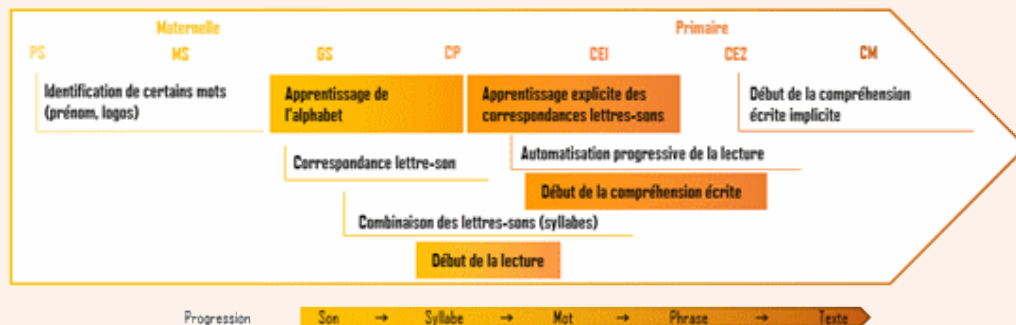 Maternelle Primaire
PS MS GS CP CE1 CE2 CM
Identification de certains mots
(prénom, logos)
Apprentissage de
l'alphabet
Apprentissage explicite des
correspondances lettres-sons
Début de la compréhension
écrite implicite
Correspondance lettre-son
Automatisation progressive de la lecture
Début de la compréhension écrite
Combinaison des lettres-sons (syllabes)
Début de la lecture
Progression Son → Syllabe → Mot → Phrase → Texte